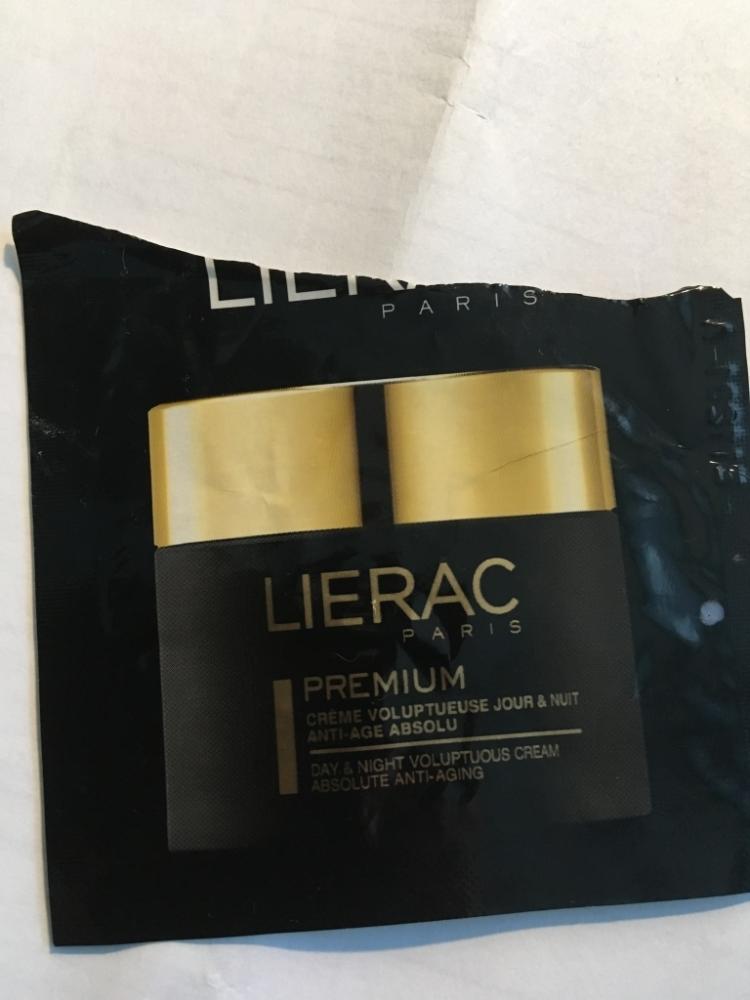 PARIS
LIERAC
PARIS
PREMIUM
CRÈME VOLUPTUEUSE JOUR & NUIT
ANTI-AGE ABSOLU
DAY & NIGHT VOLUPTUOUS CREAM
ABSOLUTE ANTI-AGING